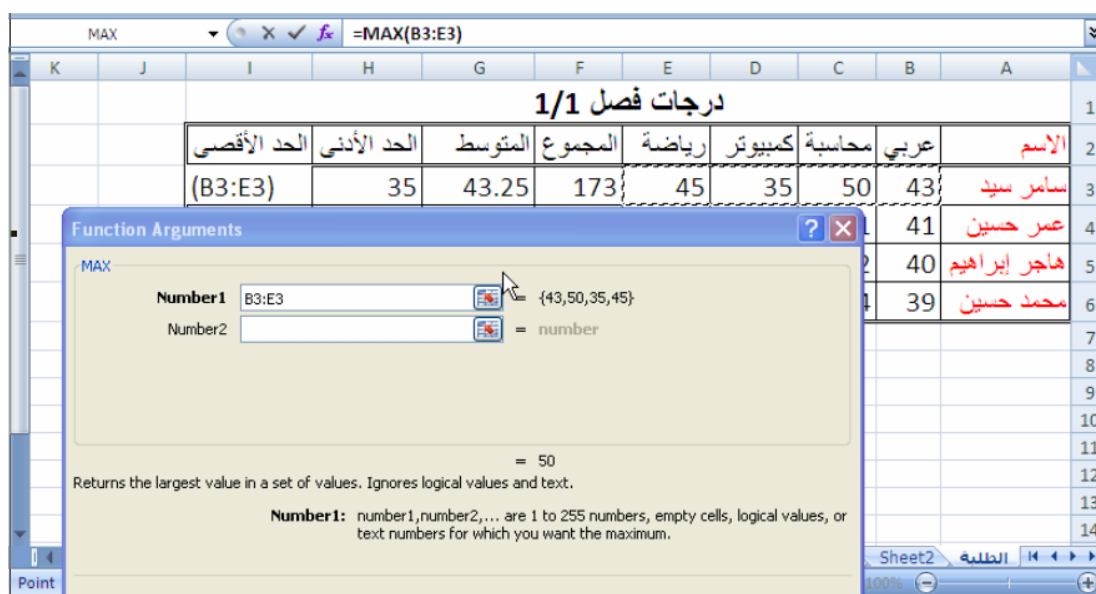 MAX =MAX(B3:E3)
K J I H G F E D C B A
درجات فصل 1/1 1
الاسم عربي محاسبة كمبيوتر رياضة المجموع المتوسط الحد الأدنى الحد الأقصى 2
سامر سيد 43 50 35 45 173 43.25 35 (B3:E3) 3
عمر حسين 41 4
هاجر إبراهيم 40 5
محمد حسين 39 6
7
8
9
10
11
12
13
14
Function Arguments
MAX
Number1 B3:E3 = {43,50,35,45}
Number2 = number
= 50
Returns the largest value in a set of values. Ignores logical values and text.
Number1: number1,number2,... are 1 to 255 numbers, empty cells, logical values, or
text numbers for which you want the maximum.
Sheet2 الطلبة
Point 100%